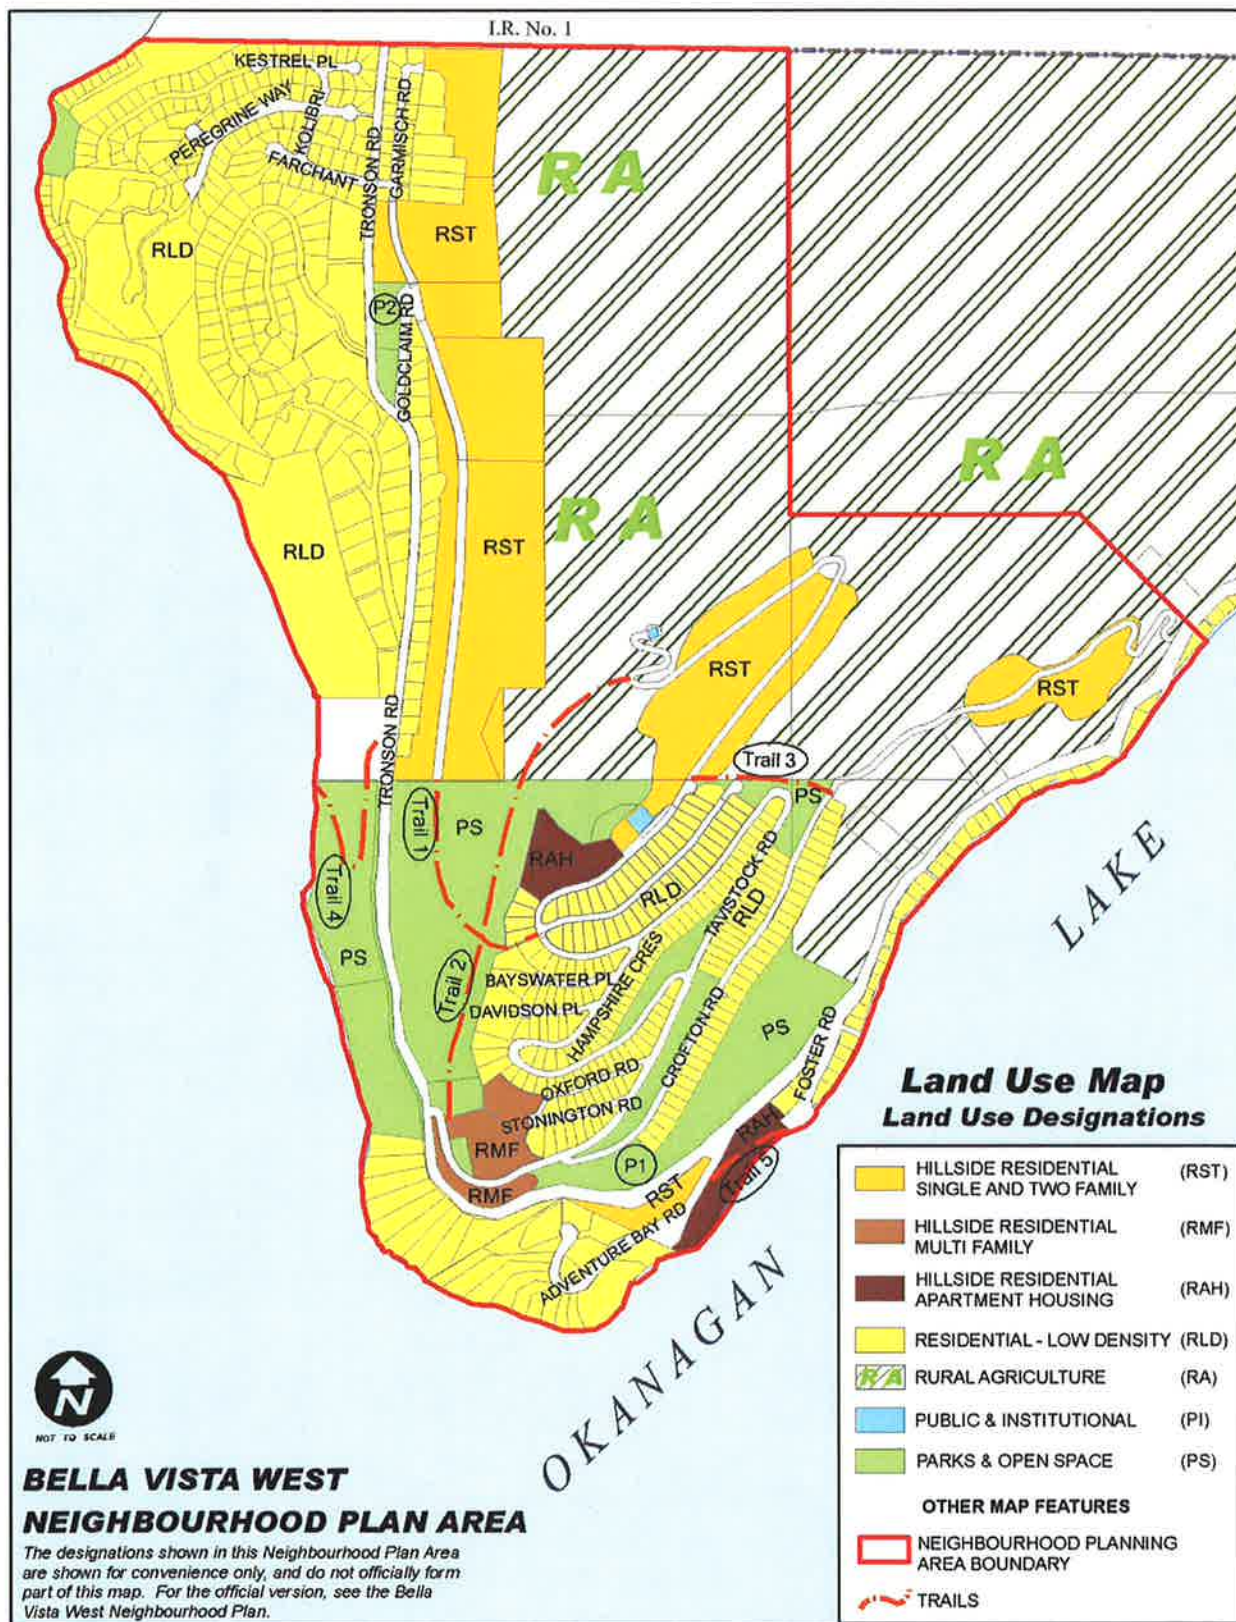 I.R. No. 1
KESTREL PL
PEREGRINE WAY
KOLIBRI
FARCHANT
TRONSON RD
GARMISCH RD
RA
RST
RLD
P2
RST
GOLDCLAIM RD
RA
RA
RLD
RST
RST
RST
TRONSON RD
Trail 3
PS
Trail 1
PS
RAH
Trail 4
RLD
TAVISTOCK RD
RLD
LAKE
PS
Trail 2
BAYSWATER PL
HAMPSHIRE CRES
DAVIDSON PL
CROFTON RD
PS
FOSTER RD
OXFORD RD
STONINGTON RD
RMF
P1
RAH
Trail 5
RMF
RST
ADVENTURE BAY RD
OKANAGAN
Land Use Map
Land Use Designations
HILLSIDE RESIDENTIAL (RST)
SINGLE AND TWO FAMILY
HILLSIDE RESIDENTIAL (RMF)
MULTI FAMILY
HILLSIDE RESIDENTIAL
APARTMENT HOUSING (RAH)
RESIDENTIAL - LOW DENSITY (RLD)
RA RURAL AGRICULTURE (RA)
PUBLIC & INSTITUTIONAL (PI)
PARKS & OPEN SPACE (PS)
OTHER MAP FEATURES
NEIGHBOURHOOD PLANNING
AREA BOUNDARY
TRAILS
N
NOT TO SCALE
BELLA VISTA WEST
NEIGHBOURHOOD PLAN AREA
The designations shown in this Neighbourhood Plan Area
are shown for convenience only, and do not officially form
part of this map. For the official version, see the Bella
Vista West Neighbourhood Plan.